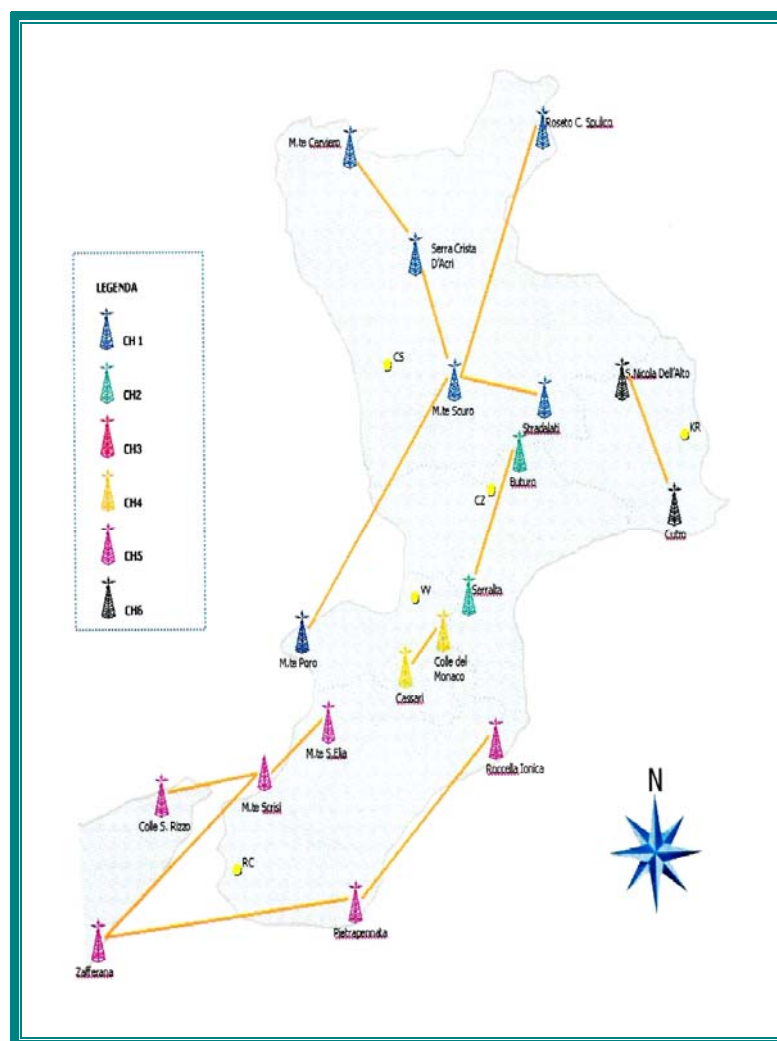 Roseto C. Spulico
M.te Cerviero
Serra Crista
D'Acri
LEGENDA
CH 1
CH2
CH3
CH4
CH5
CH6
CS
S.Nicola Dell'Alto
M.te Scuro
Stradalati
KR
Buturo
CZ
Cutro
VV
Serralta
M.te Poro
Colle del
Monaco
Cassari
M.te S.Elia
Roccella Ionica
M.te Scrisi
Colle S. Rizzo
N
RC
Pietrapennata
Zafferana